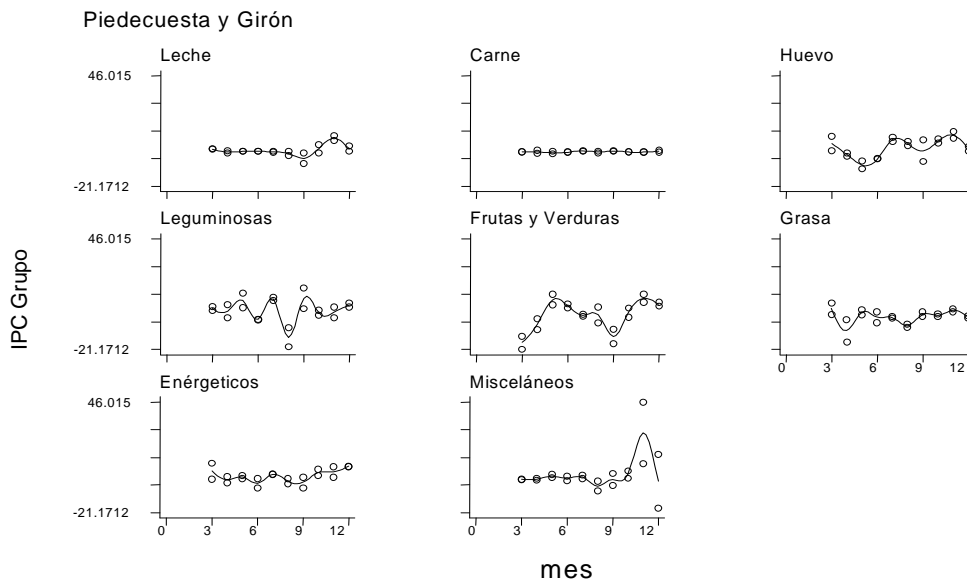 Piedecuesta y Girón
Leche
Carne
Huevo
46.015
-21.1712
Leguminosas
Frutas y Verduras
Grasa
46.015
-21.1712
IPC Grupo
0
3
6
9
12
Enérgeticos
Misceláneos
46.015
-21.1712
0
3
6
9
12
0
3
6
9
12
mes